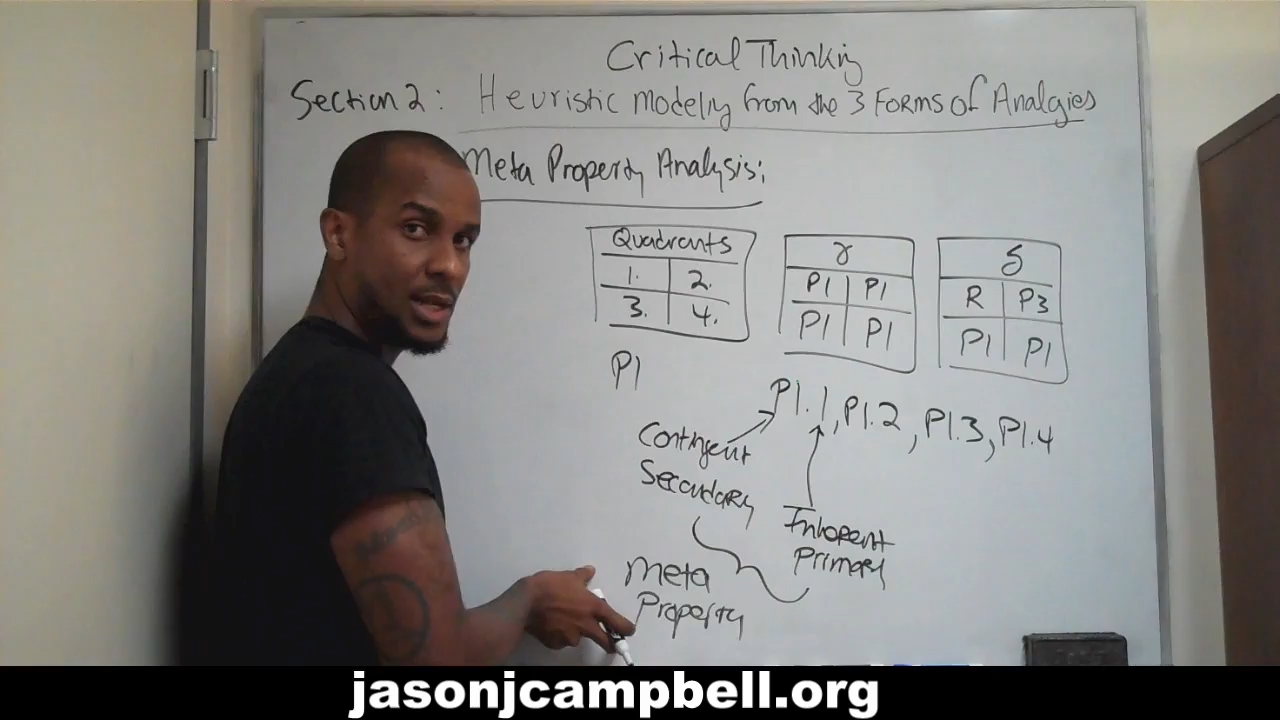 Critical Thinking
Section 2: Heuristic Modeling from the 3 Forms of Analgies
Meta Property Analysis:
Quadrants
1. 2.
3. 4.
γ
P1 P1
P1 P1
δ
R P3
P1 P1
P1
P1.1, P1.2, P1.3, P1.4
Contingent
Secondary
Inherent
Primary
Meta
Property
jasonjcampbell.org